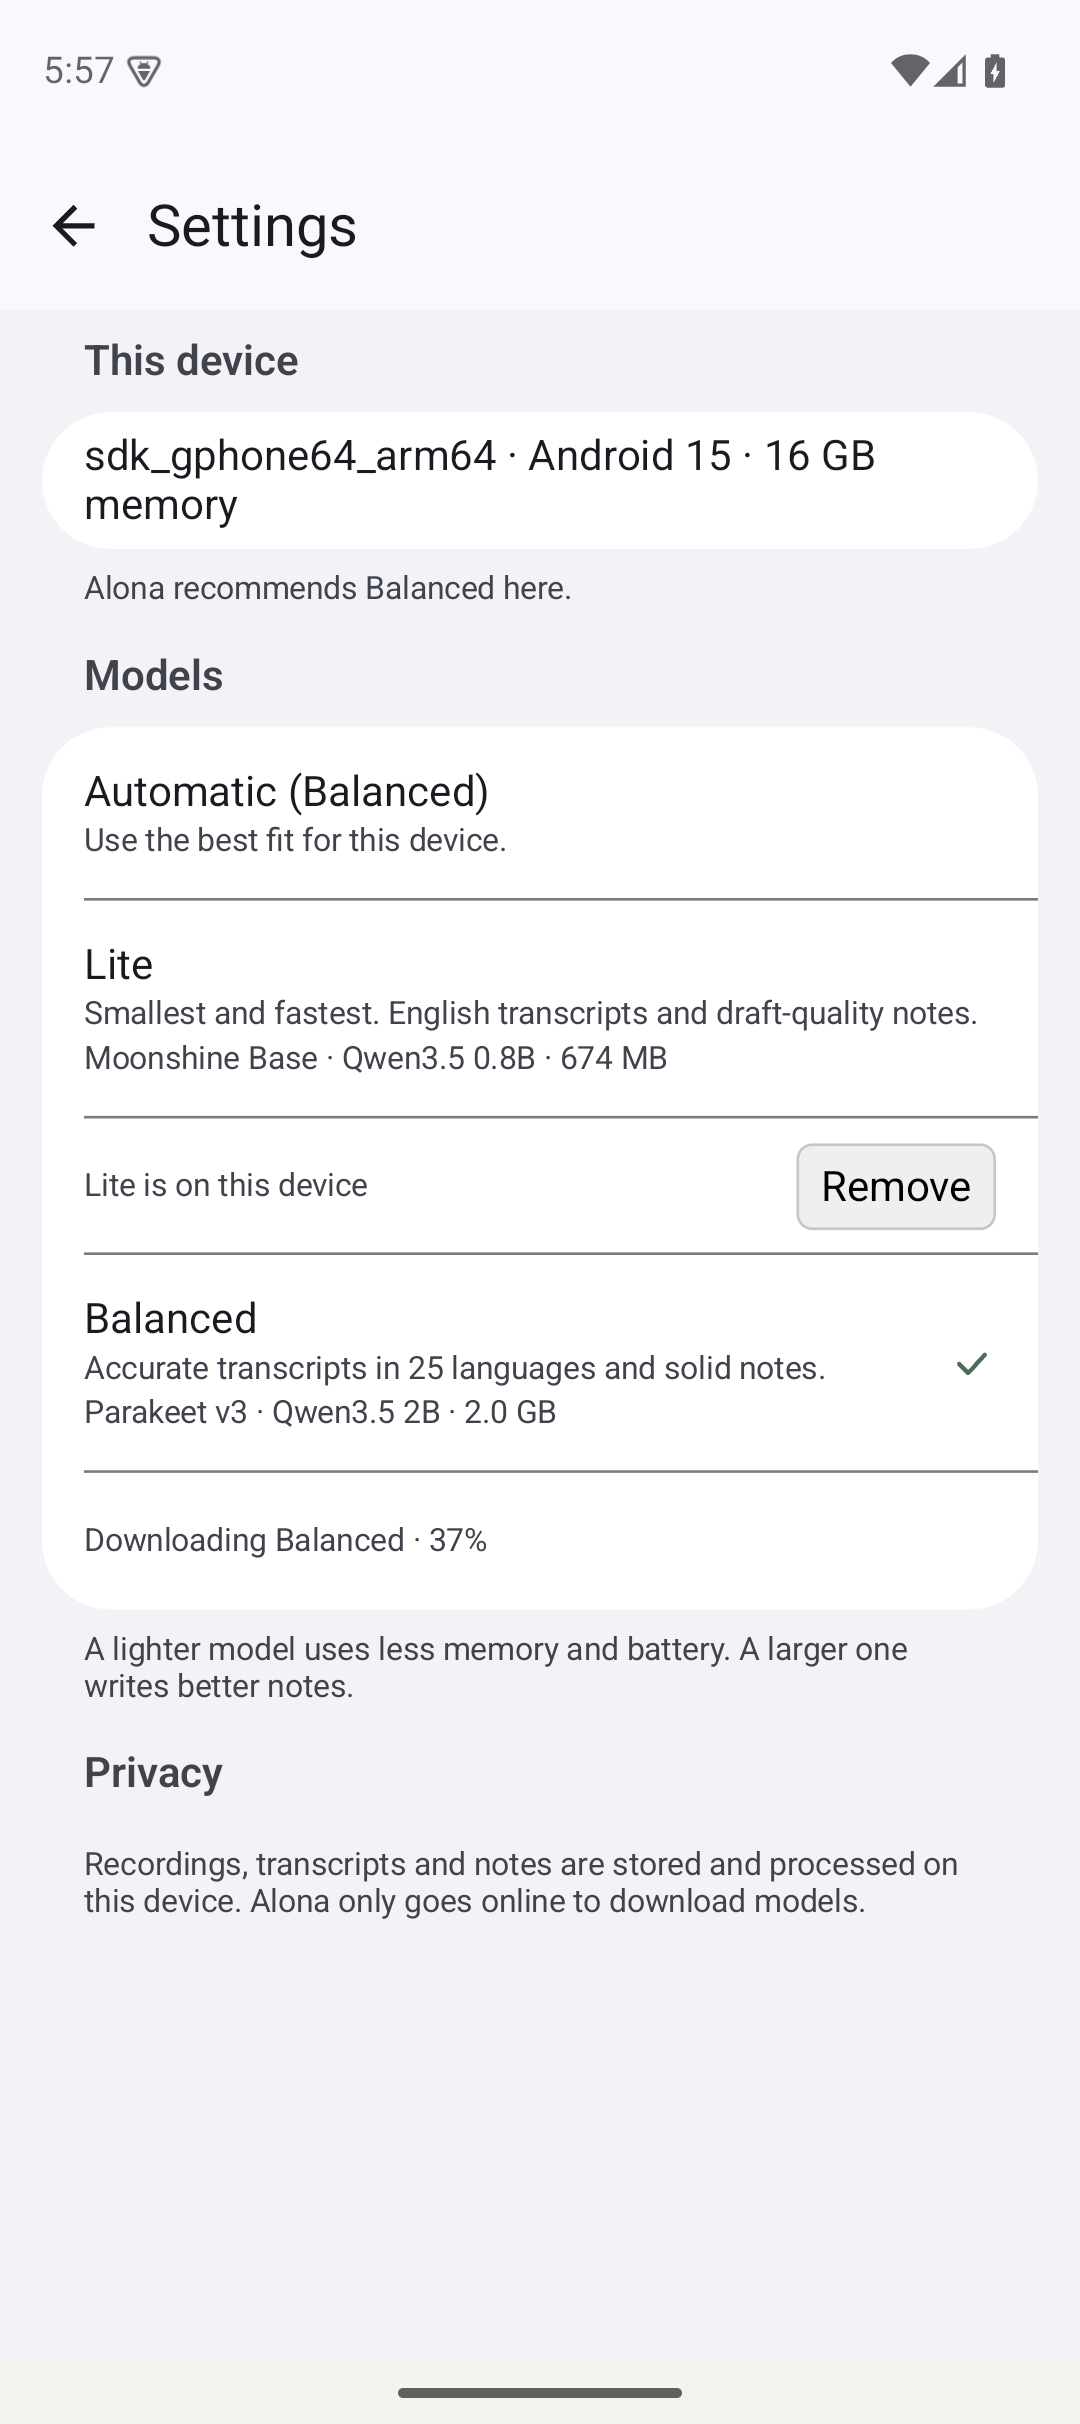 5:57
Settings
This device
sdk_gphone64_arm64 · Android 15 · 16 GB
memory
Alona recommends Balanced here.
Models
Automatic (Balanced)
Use the best fit for this device.
Lite
Smallest and fastest. English transcripts and draft-quality notes.
Moonshine Base · Qwen3.5 0.8B · 674 MB
Lite is on this device
Remove
Balanced
Accurate transcripts in 25 languages and solid notes.
Parakeet v3 · Qwen3.5 2B · 2.0 GB
Downloading Balanced · 37%
A lighter model uses less memory and battery. A larger one
writes better notes.
Privacy
Recordings, transcripts and notes are stored and processed on
this device. Alona only goes online to download models.